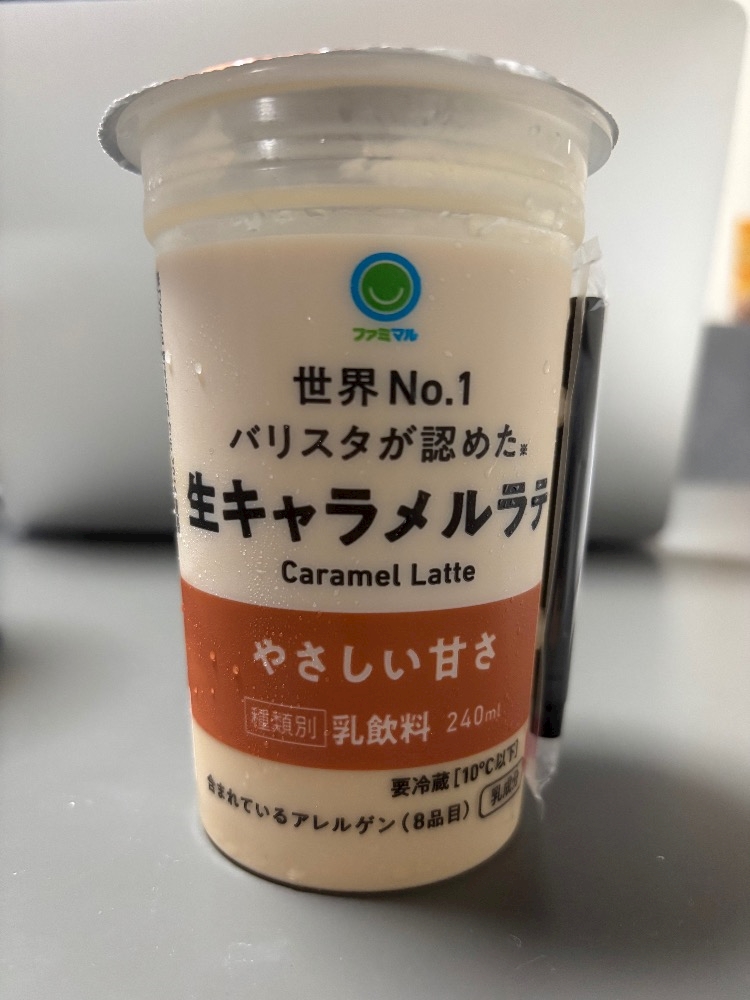 ファミマル
世界No.1
バリスタが認めた※
生キャラメルラテ
Caramel Latte
やさしい甘さ
種類別 乳飲料 240ml
要冷蔵[10℃以下]
含まれているアレルゲン(8品目) 乳成分